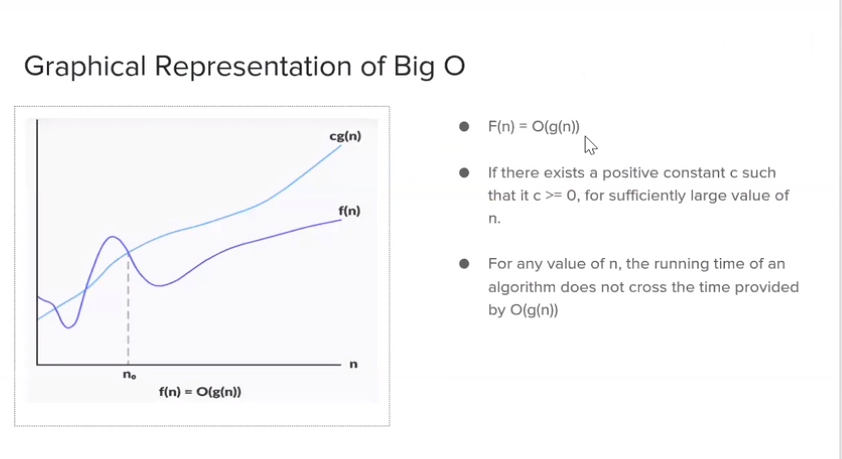 Graphical Representation of Big O
cg(n)
f(n)
n
n₀
f(n) = O(g(n))
F(n) = O(g(n))
If there exists a positive constant c such
that it c >= 0, for sufficiently large value of
n.
For any value of n, the running time of an
algorithm does not cross the time provided
by O(g(n))